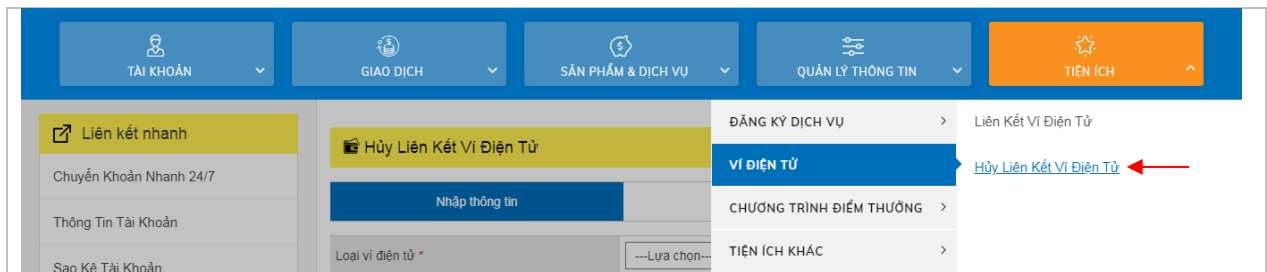 TÀI KHOẢN
GIAO DỊCH
SẢN PHẨM & DỊCH VỤ
QUẢN LÝ THÔNG TIN
TIỆN ÍCH
Liên kết nhanh
Chuyển Khoản Nhanh 24/7
Thông Tin Tài Khoản
Sao Kê Tài Khoản
Hủy Liên Kết Ví Điện Tử
Nhập thông tin
Loại ví điện tử *
---Lựa chọn---
ĐĂNG KÝ DỊCH VỤ
VÍ ĐIỆN TỬ
CHƯƠNG TRÌNH ĐIỂM THƯỞNG
TIỆN ÍCH KHÁC
Liên Kết Ví Điện Tử
Hủy Liên Kết Ví Điện Tử